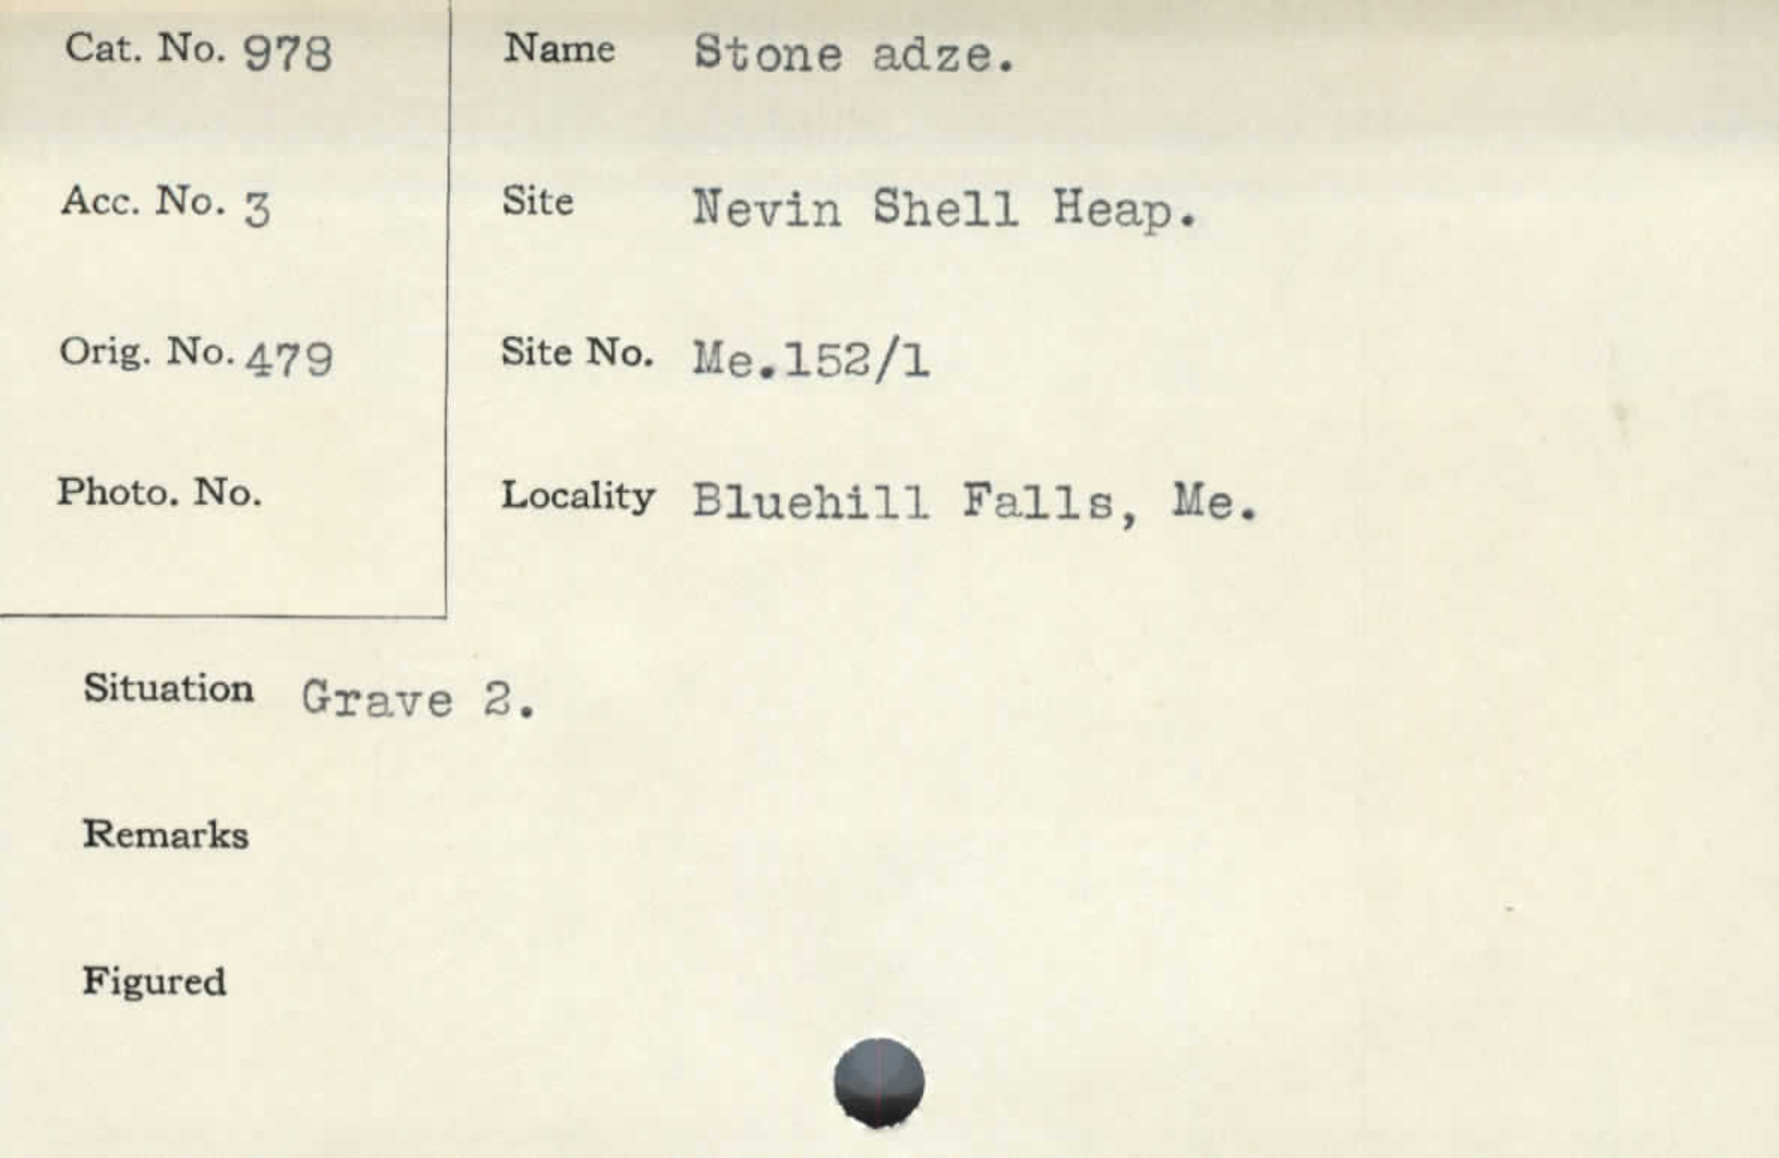 Cat. No. 978
Name Stone adze.
Acc. No. 3
Site Nevin Shell Heap.
Orig. No. 479
Site No. Me.152/1
Photo. No.
Locality Bluehill Falls, Me.
Situation Grave 2.
Remarks
Figured